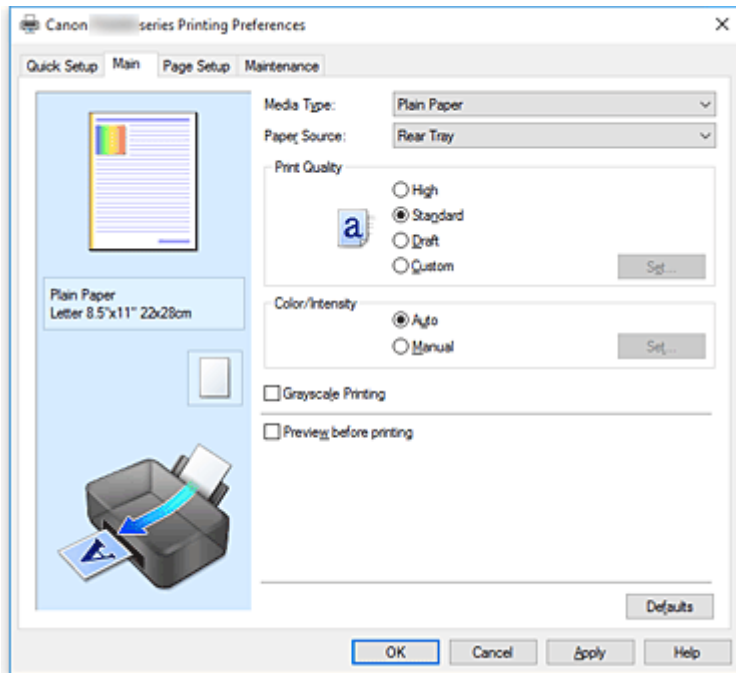 Canon series Printing Preferences
Quick Setup Main Page Setup Maintenance
Media Type: Plain Paper
Paper Source: Rear Tray
Print Quality
High
a Standard
Draft
Custom Set...
Plain Paper
Letter 8.5"x11" 22x28cm
Color/Intensity
Auto
Manual Set...
Grayscale Printing
Preview before printing
A
Defaults
OK Cancel Apply Help